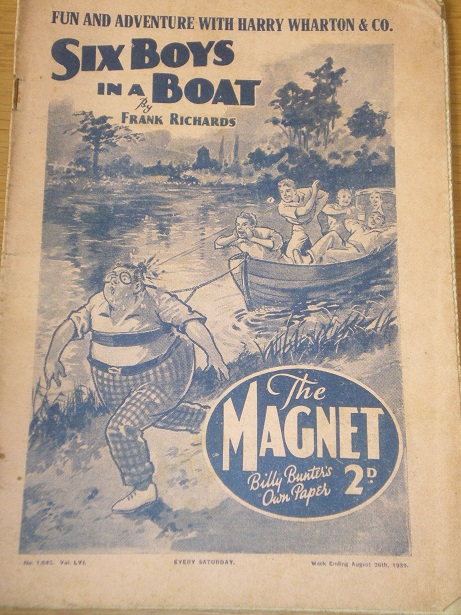 FUN AND ADVENTURE WITH HARRY WHARTON & CO.
SIX BOYS
IN A BOAT
By
FRANK RICHARDS
The
MAGNET
Billy Bunter's
Own Paper
2D.
No. Vol. LVI. EVERY SATURDAY. Week Ending August 26th, 1939.